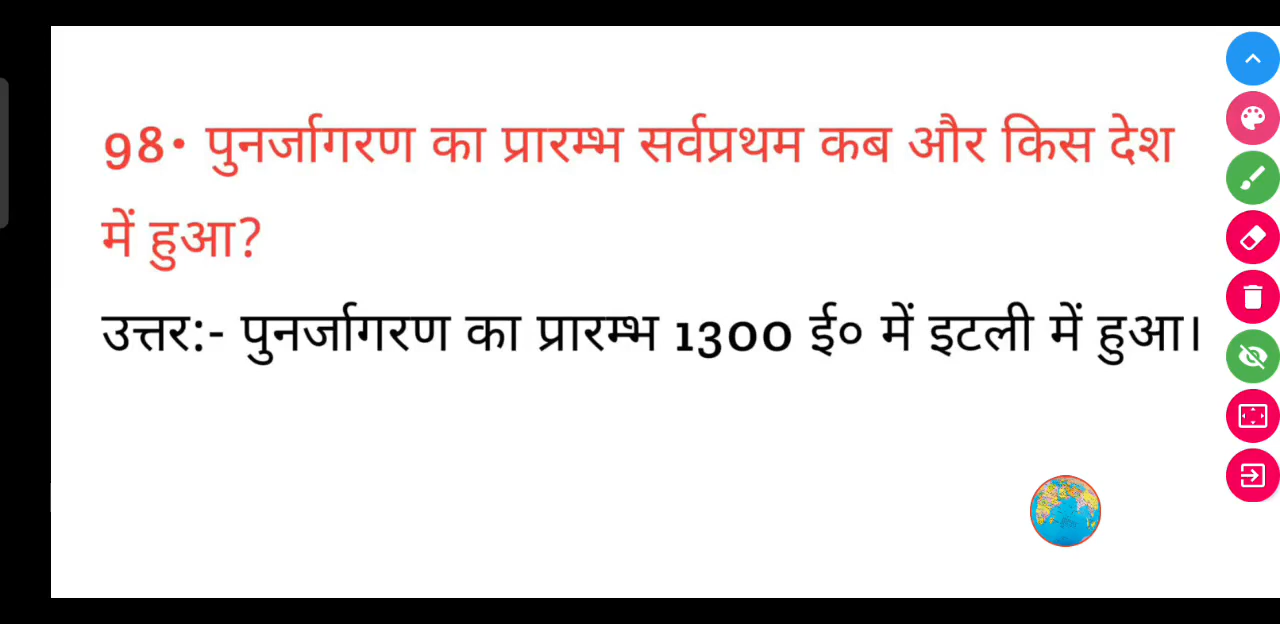 98· पुनर्जागरण का प्रारम्भ सर्वप्रथम कब और किस देश
में हुआ?
उत्तर:- पुनर्जागरण का प्रारम्भ 1300 ई० में इटली में हुआ।